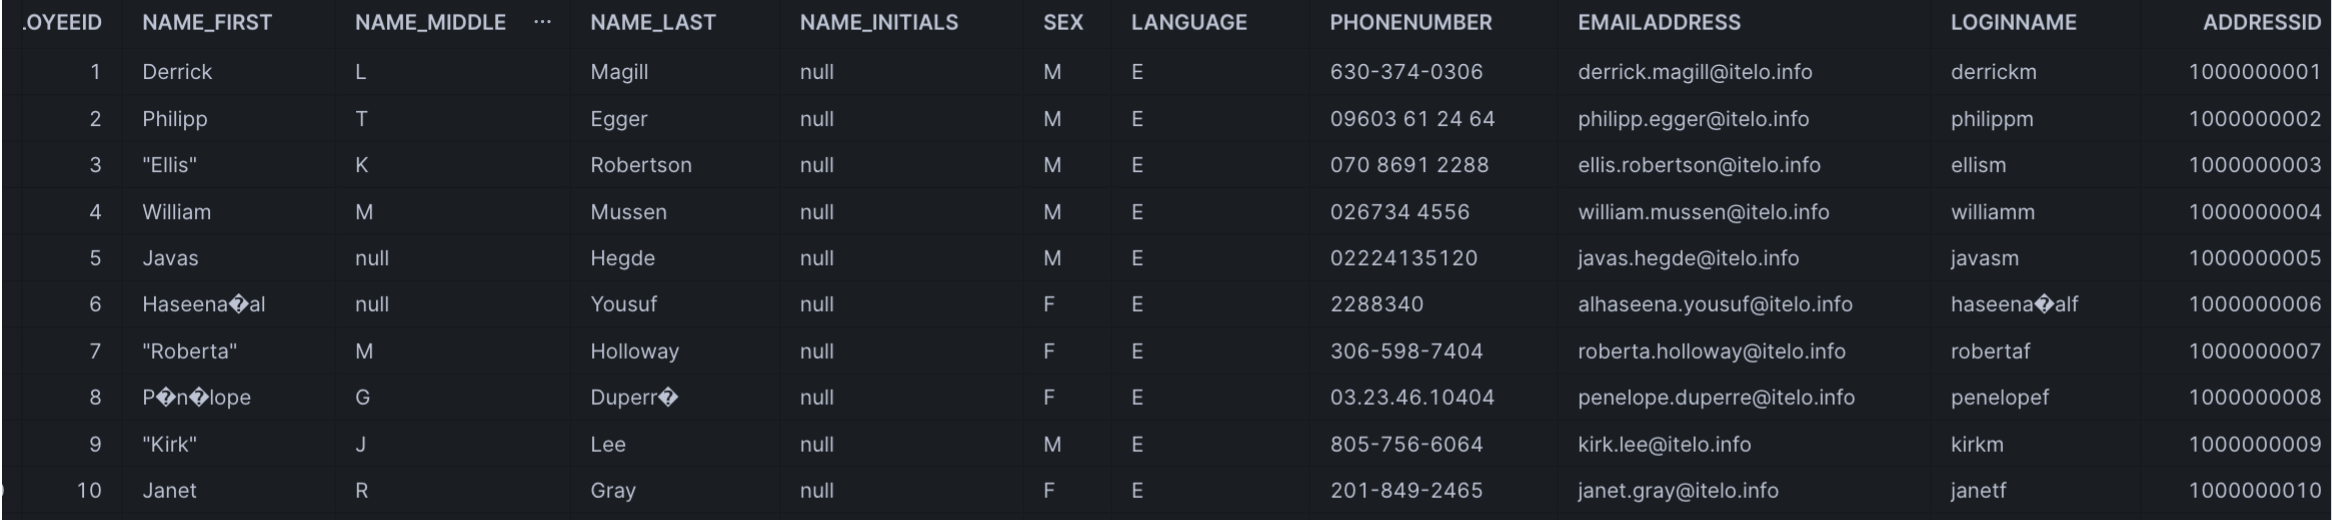 .OYEEID NAME_FIRST NAME_MIDDLE ... NAME_LAST NAME_INITIALS SEX LANGUAGE PHONENUMBER EMAILADDRESS LOGINNAME ADDRESSID
1 Derrick L Magill null M E 630-374-0306 derrick.magill@itelo.info derrickm 1000000001
2 Philipp T Egger null M E 09603 61 24 64 philipp.egger@itelo.info philippm 1000000002
3 "Ellis" K Robertson null M E 070 8691 2288 ellis.robertson@itelo.info ellism 1000000003
4 William M Mussen null M E 026734 4556 william.mussen@itelo.info williamm 1000000004
5 Javas null Hegde null M E 02224135120 javas.hegde@itelo.info javasm 1000000005
6 Haseena�al null Yousuf null F E 2288340 alhaseena.yousuf@itelo.info haseena�alf 1000000006
7 "Roberta" M Holloway null F E 306-598-7404 roberta.holloway@itelo.info robertaf 1000000007
8 P�n�lope G Duperr� null F E 03.23.46.10404 penelope.duperre@itelo.info penelopef 1000000008
9 "Kirk" J Lee null M E 805-756-6064 kirk.lee@itelo.info kirkm 1000000009
10 Janet R Gray null F E 201-849-2465 janet.gray@itelo.info janetf 1000000010